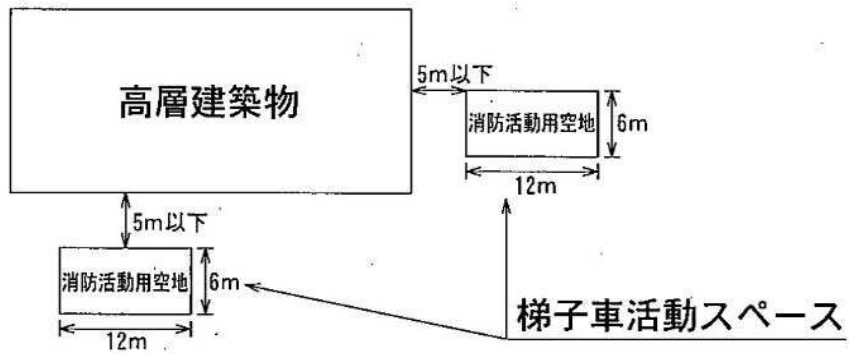 高層建築物
5m以下
消防活動用空地
6m
12m
5m以下
消防活動用空地
6m
12m
梯子車活動スペース